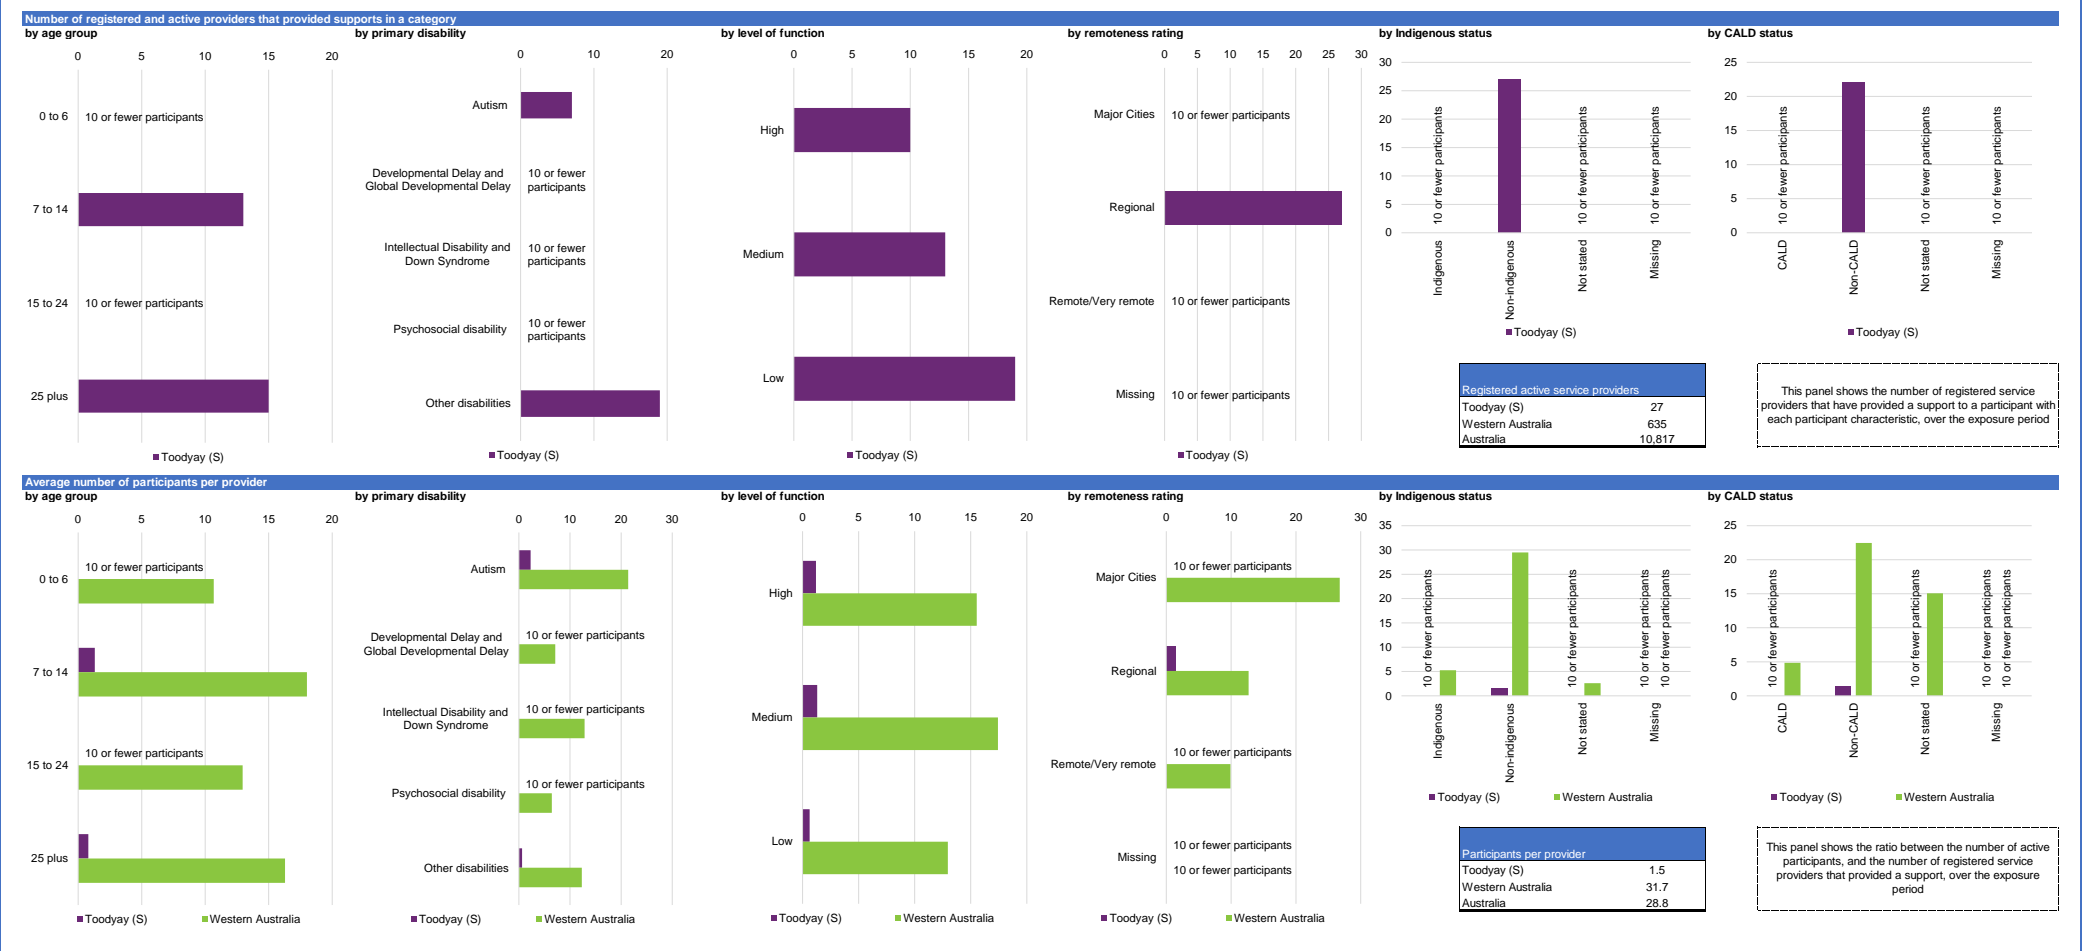 Number of registered and active providers that provided supports in a category
by age group
0 5 10 15 20
0 to 6
10 or fewer participants
7 to 14
15 to 24
10 or fewer participants
25 plus
Toodyay (S)
by primary disability
0 10 20
Autism
Developmental Delay and
Global Developmental Delay
10 or fewer
participants
Intellectual Disability and
Down Syndrome
10 or fewer
participants
Psychosocial disability
10 or fewer
participants
Other disabilities
Toodyay (S)
by level of function
0 5 10 15 20
High
Medium
Low
Toodyay (S)
by remoteness rating
0 5 10 15 20 25 30
Major Cities
10 or fewer participants
Regional
Remote/Very remote
10 or fewer participants
Missing
10 or fewer participants
Toodyay (S)
by Indigenous status
30
25
20
15
10
5
0
10 or fewer participants
10 or fewer participants
10 or fewer participants
Indigenous
Non-indigenous
Not stated
Missing
Toodyay (S)
by CALD status
25
20
15
10
5
0
10 or fewer participants
10 or fewer participants
10 or fewer participants
CALD
Non-CALD
Not stated
Missing
Toodyay (S)
Registered active service providers
Toodyay (S) 27
Western Australia 635
Australia 10,817
This panel shows the number of registered service
providers that have provided a support to a participant with
each participant characteristic, over the exposure period
Average number of participants per provider
by age group
0 5 10 15 20
0 to 6
10 or fewer participants
7 to 14
15 to 24
10 or fewer participants
25 plus
Toodyay (S) Western Australia
by primary disability
0 10 20 30
Autism
Developmental Delay and
Global Developmental Delay
10 or fewer participants
Intellectual Disability and
Down Syndrome
10 or fewer participants
Psychosocial disability
10 or fewer participants
Other disabilities
Toodyay (S) Western Australia
by level of function
0 5 10 15 20
High
Medium
Low
Toodyay (S) Western Australia
by remoteness rating
0 10 20 30
Major Cities
10 or fewer participants
Regional
Remote/Very remote
10 or fewer participants
Missing
10 or fewer participants
10 or fewer participants
Toodyay (S) Western Australia
by Indigenous status
35
30
25
20
15
10
5
0
10 or fewer participants
10 or fewer participants
10 or fewer participants
10 or fewer participants
Indigenous
Non-indigenous
Not stated
Missing
Toodyay (S) Western Australia
by CALD status
25
20
15
10
5
0
10 or fewer participants
10 or fewer participants
10 or fewer participants
10 or fewer participants
CALD
Non-CALD
Not stated
Missing
Toodyay (S) Western Australia
Participants per provider
Toodyay (S) 1.5
Western Australia 31.7
Australia 28.8
This panel shows the ratio between the number of active
participants, and the number of registered service
providers that provided a support, over the exposure
period